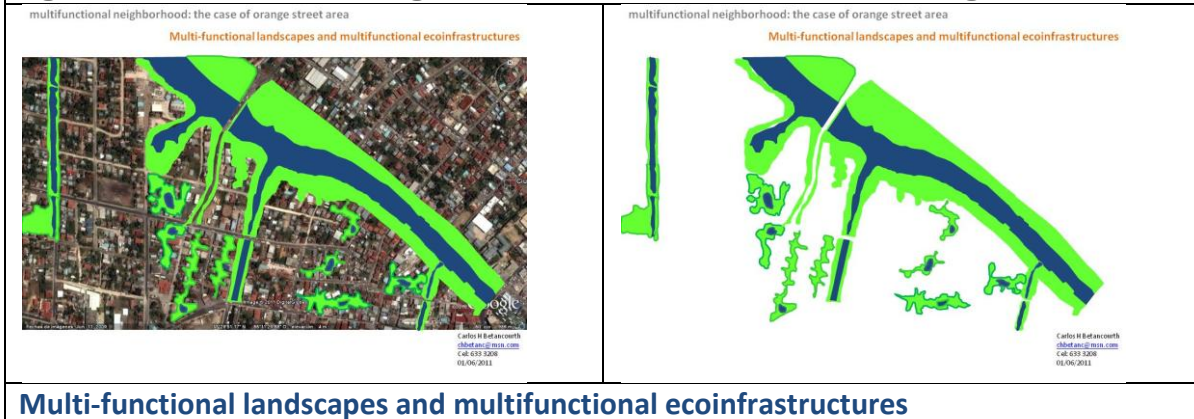 multifunctional neighborhood: the case of orange street area
Multi-functional landscapes and multifunctional ecoinfrastructures
Carlos H Betancourth
chbetanc@msn.com
Cel: 633 3208
01/06/2011
multifunctional neighborhood: the case of orange street area
Multi-functional landscapes and multifunctional ecoinfrastructures
Carlos H Betancourth
chbetanc@msn.com
Cel: 633 3208
01/06/2011
Multi-functional landscapes and multifunctional ecoinfrastructures